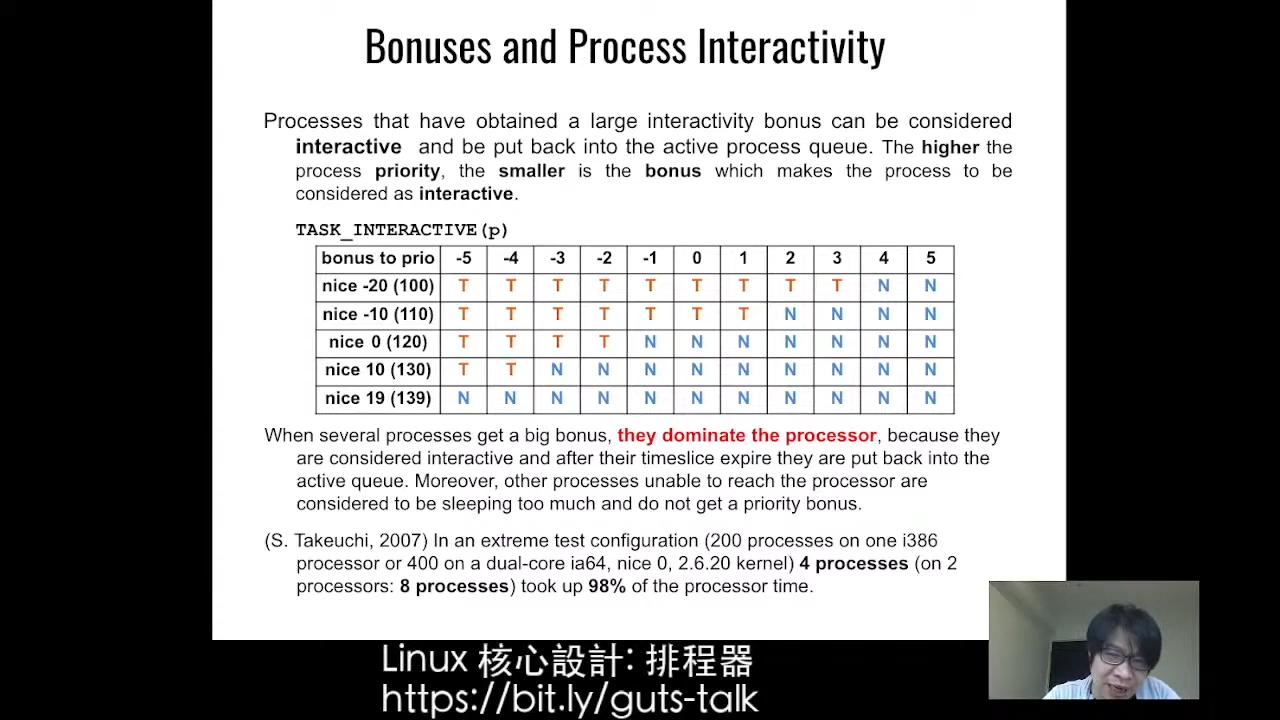 Bonuses and Process Interactivity
Processes that have obtained a large interactivity bonus can be considered
interactive and be put back into the active process queue. The higher the
process priority, the smaller is the bonus which makes the process to be
considered as interactive.
TASK_INTERACTIVE(p)
bonus to prio -5 -4 -3 -2 -1 0 1 2 3 4 5
nice -20 (100) T T T T T T T T T N N
nice -10 (110) T T T T T T T N N N N
nice 0 (120) T T T T N N N N N N N
nice 10 (130) T T N N N N N N N N N
nice 19 (139) N N N N N N N N N N N
When several processes get a big bonus, they dominate the processor, because they
are considered interactive and after their timeslice expire they are put back into the
active queue. Moreover, other processes unable to reach the processor are
considered to be sleeping too much and do not get a priority bonus.
(S. Takeuchi, 2007) In an extreme test configuration (200 processes on one i386
processor or 400 on a dual-core ia64, nice 0, 2.6.20 kernel) 4 processes (on 2
processors: 8 processes) took up 98% of the processor time.
Linux 核心設計: 排程器
https://bit.ly/guts-talk